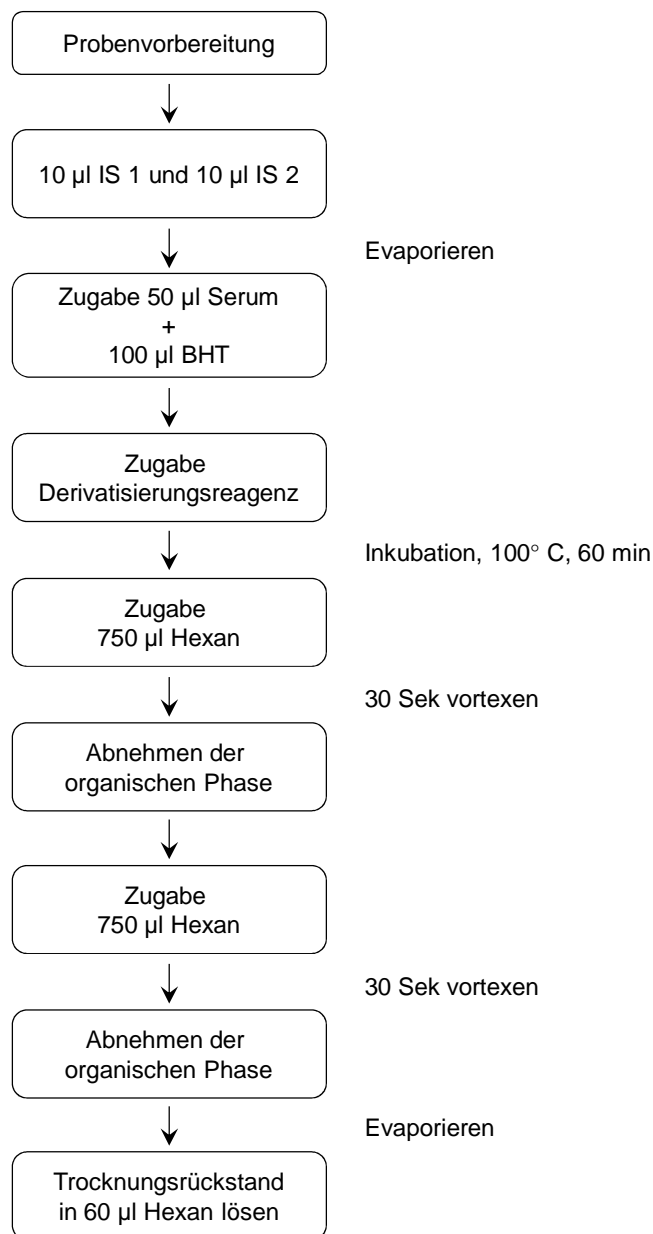 Probenvorbereitung
10 µl IS 1 und 10 µl IS 2
Evaporieren
Zugabe 50 µl Serum
+
100 µl BHT
Zugabe
Derivatisierungsreagenz
Inkubation, 100° C, 60 min
Zugabe
750 µl Hexan
30 Sek vortexen
Abnehmen der
organischen Phase
Zugabe
750 µl Hexan
30 Sek vortexen
Abnehmen der
organischen Phase
Evaporieren
Trocknungsrückstand
in 60 µl Hexan lösen